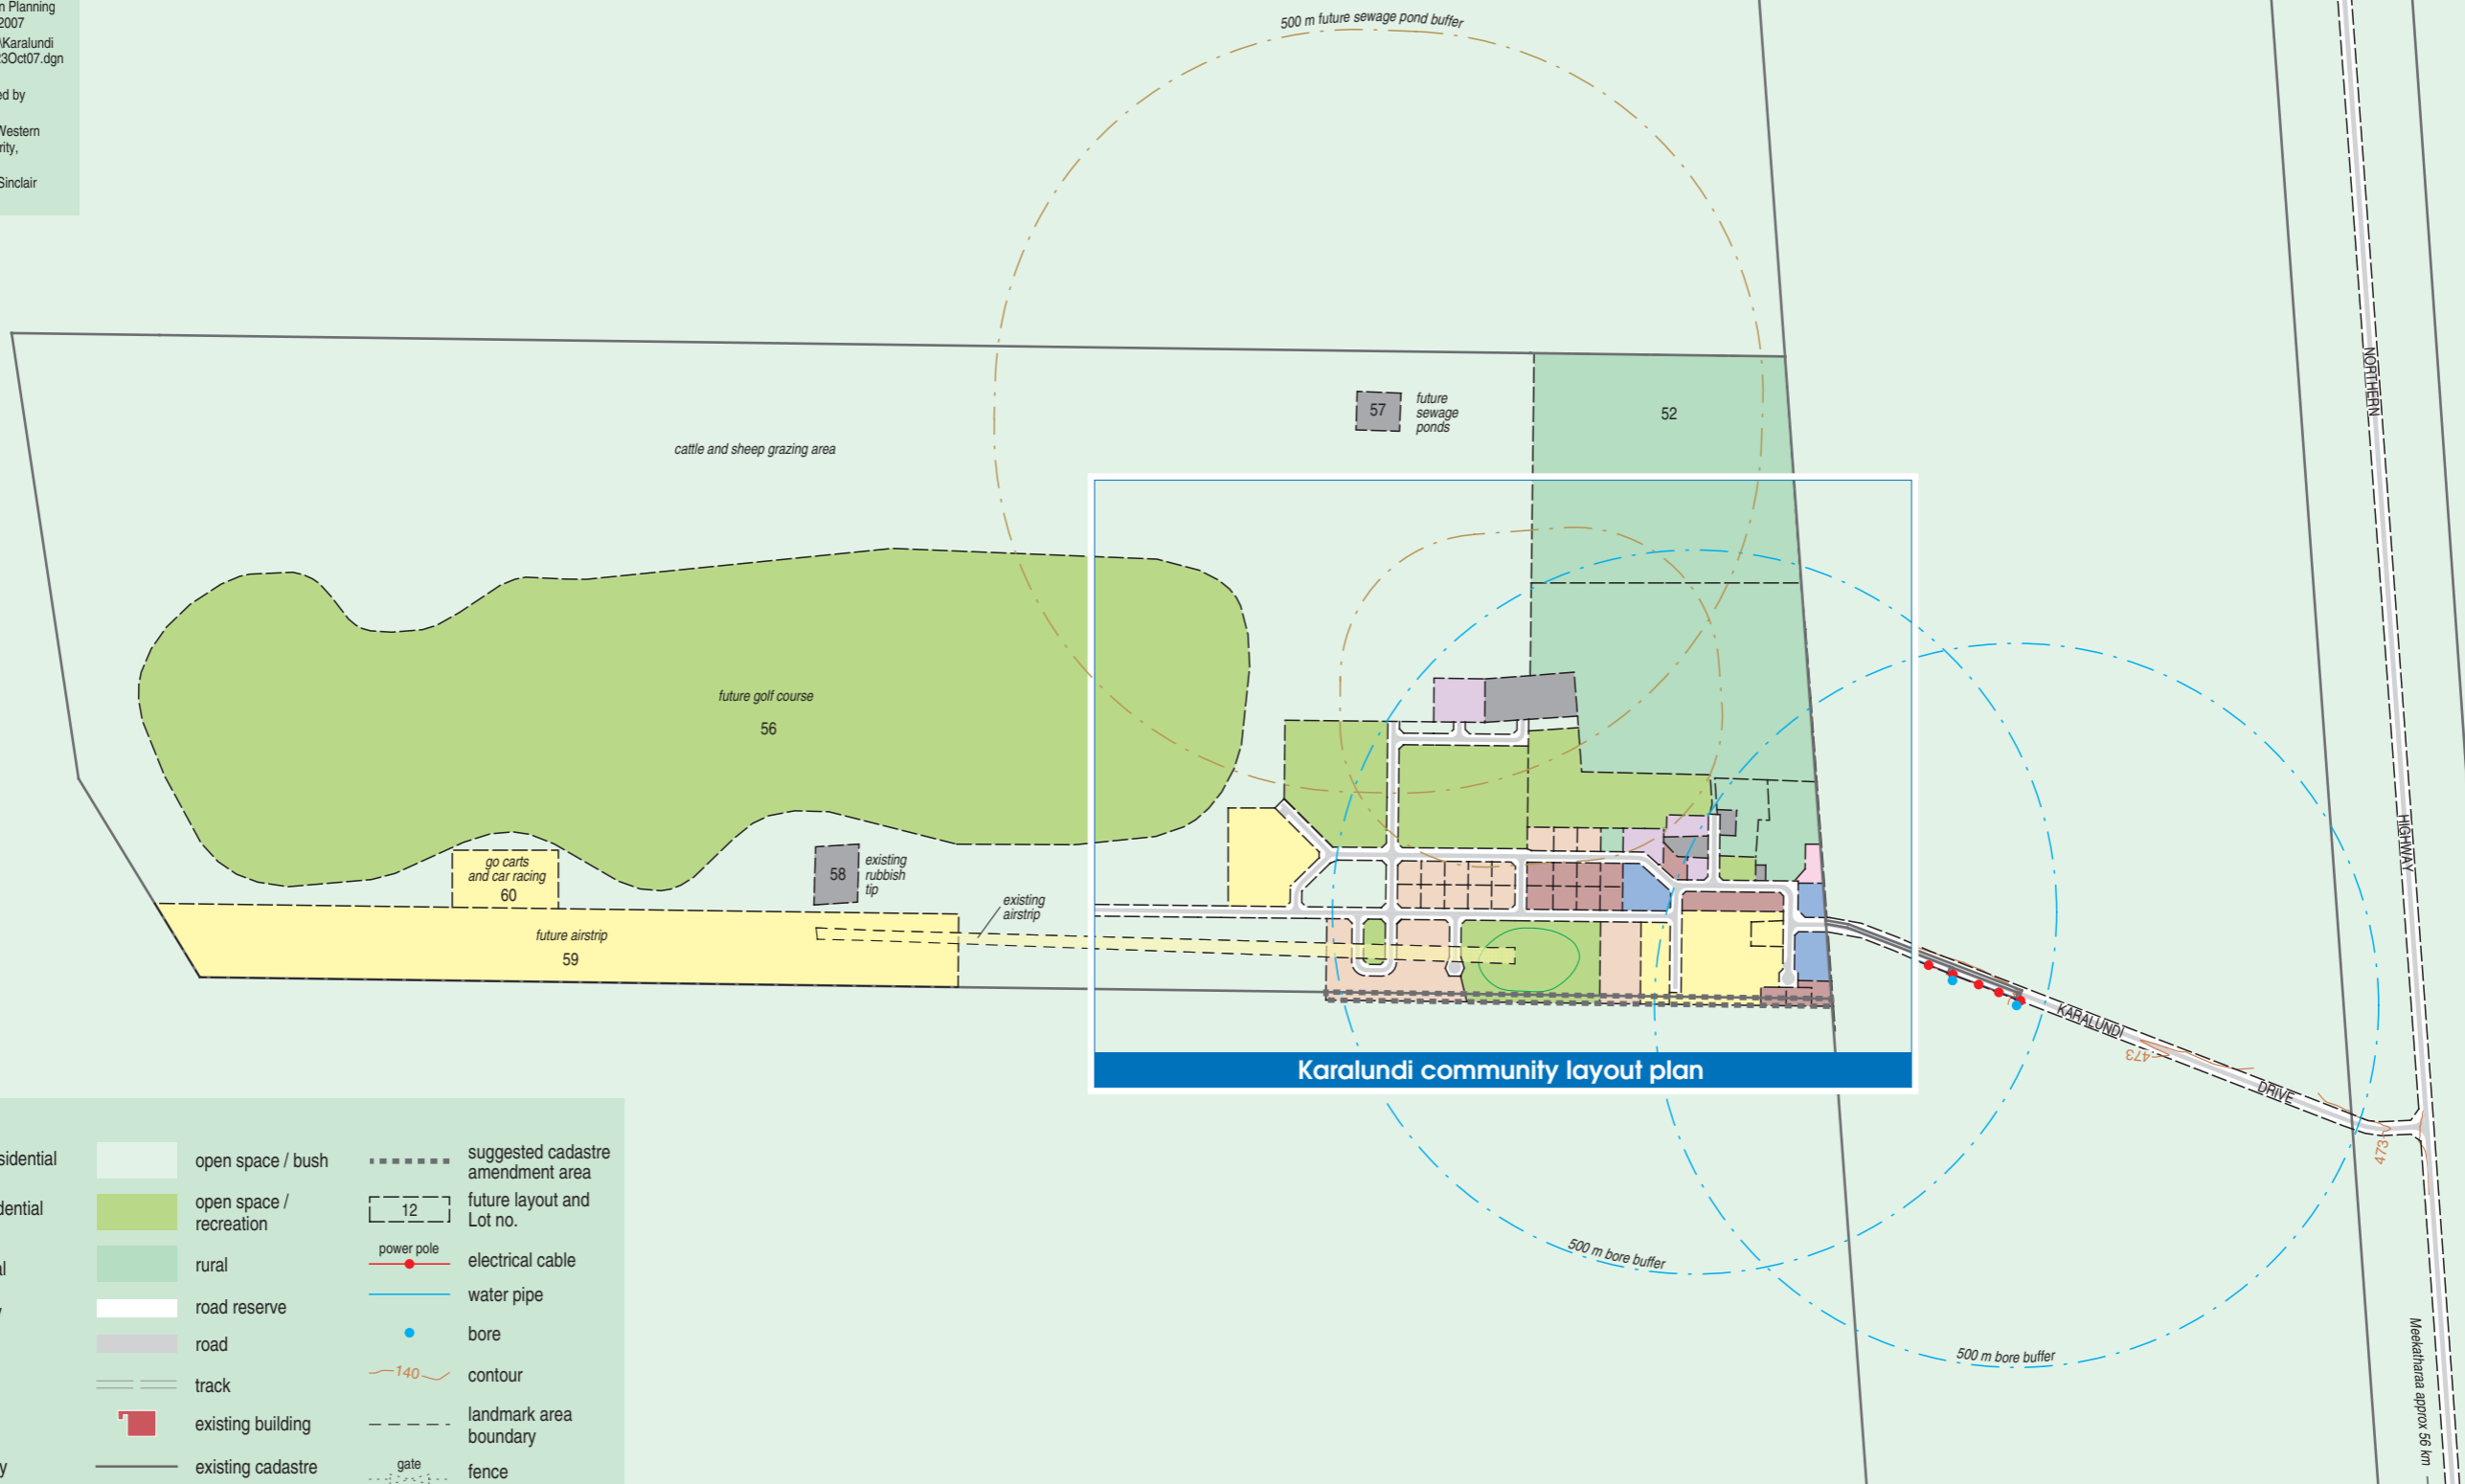 n Planning
2007
\Karalundi
23Oct07.dgn
ed by
Western
rity,
Sinclair
500 m future sewage pond buffer
NORTHERN
HIGHWAY
57
future
sewage
ponds
52
cattle and sheep grazing area
future golf course
56
go carts
and car racing
60
58
existing
rubbish
tip
existing
airstrip
future airstrip
59
Karalundi community layout plan
KARALUNDI
DRIVE
473
473
500 m bore buffer
500 m bore buffer
Meekatharaa approx 56 km
sidential
dential
al
y
y
open space / bush
open space /
recreation
rural
road reserve
road
track
existing building
existing cadastre
suggested cadastre
amendment area
12
future layout and
Lot no.
power pole
electrical cable
water pipe
bore
140
contour
landmark area
boundary
gate
fence